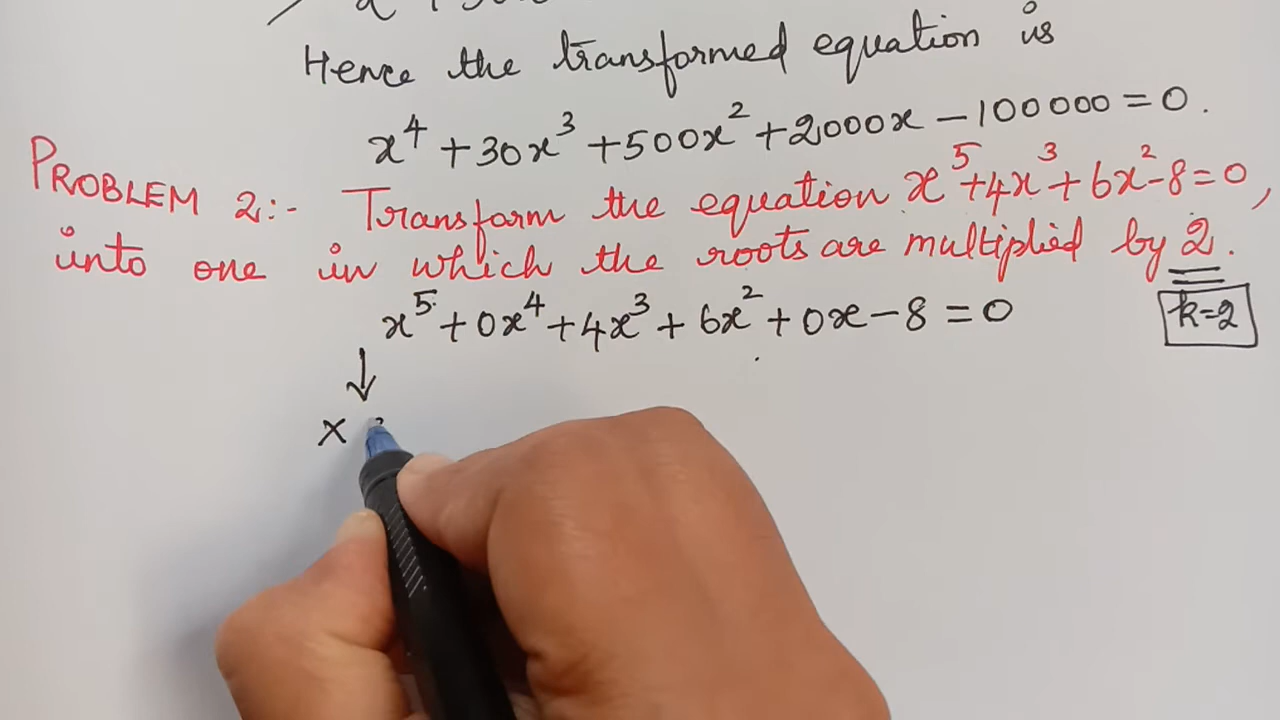 Hence the transformed equation is
x⁴ + 30x³ + 500x² + 2000x − 100000 = 0.
PROBLEM 2:- Transform the equation x⁵ + 4x³ + 6x² − 8 = 0,
into one in which the roots are multiplied by 2.
x⁵ + 0x⁴ + 4x³ + 6x² + 0x − 8 = 0
k=2
×